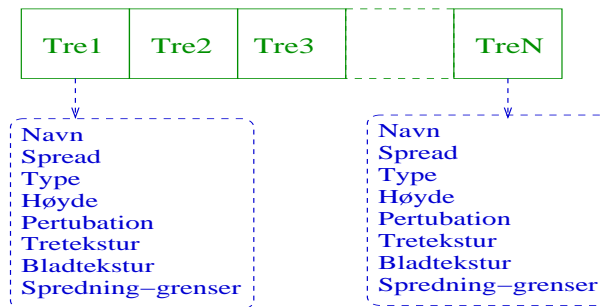 Tre1 Tre2 Tre3 TreN
Navn
Spread
Type
Høyde
Pertubation
Tretekstur
Bladtekstur
Spredning-grenser
Navn
Spread
Type
Høyde
Pertubation
Tretekstur
Bladtekstur
Spredning-grenser